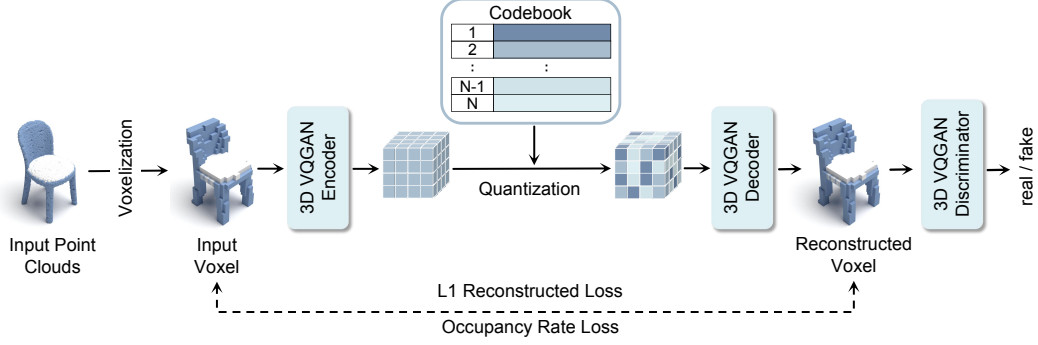 Codebook
1
2
:
:
N-1
N
Voxelization
3D VQGAN
Encoder
Quantization
3D VQGAN
Decoder
3D VQGAN
Discriminator
real / fake
Input Point
Clouds
Input
Voxel
Reconstructed
Voxel
L1 Reconstructed Loss
Occupancy Rate Loss